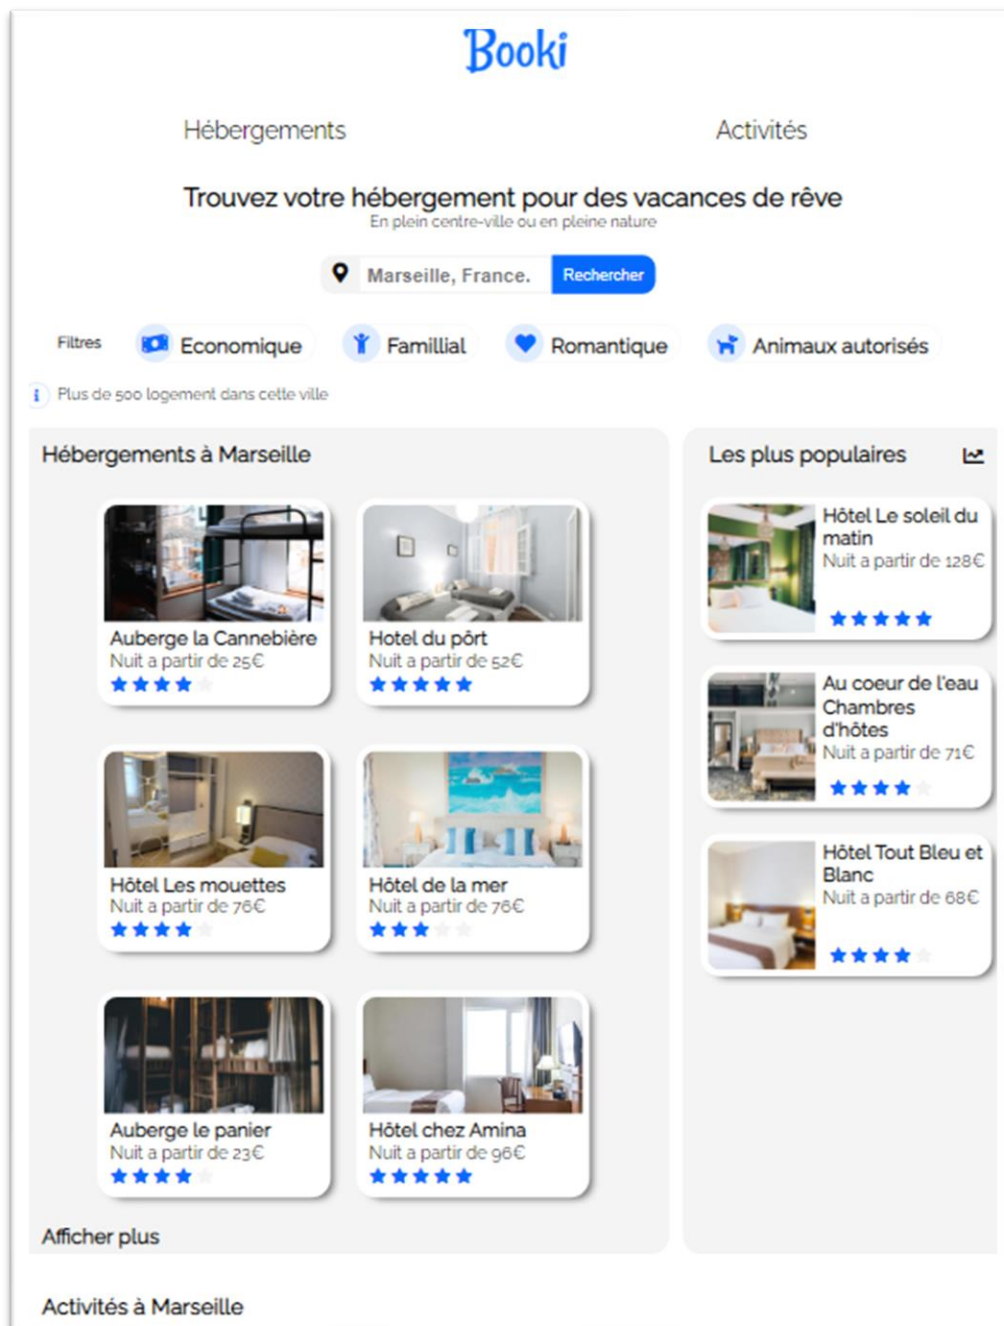 Booki
Hébergements
Activités
Trouvez votre hébergement pour des vacances de rêve
En plein centre-ville ou en pleine nature
Marseille, France.
Rechercher
Filtres
Economique
Famillial
Romantique
Animaux autorisés
i
Plus de 500 logement dans cette ville
Hébergements à Marseille
Auberge la Cannebière
Nuit a partir de 25€
Hotel du pôrt
Nuit a partir de 52€
Hôtel Les mouettes
Nuit a partir de 76€
Hôtel de la mer
Nuit a partir de 76€
Auberge le panier
Nuit a partir de 23€
Hôtel chez Amina
Nuit a partir de 96€
Afficher plus
Les plus populaires
Hôtel Le soleil du
matin
Nuit a partir de 128€
Au coeur de l'eau
Chambres
d'hôtes
Nuit a partir de 71€
Hôtel Tout Bleu et
Blanc
Nuit a partir de 68€
Activités à Marseille